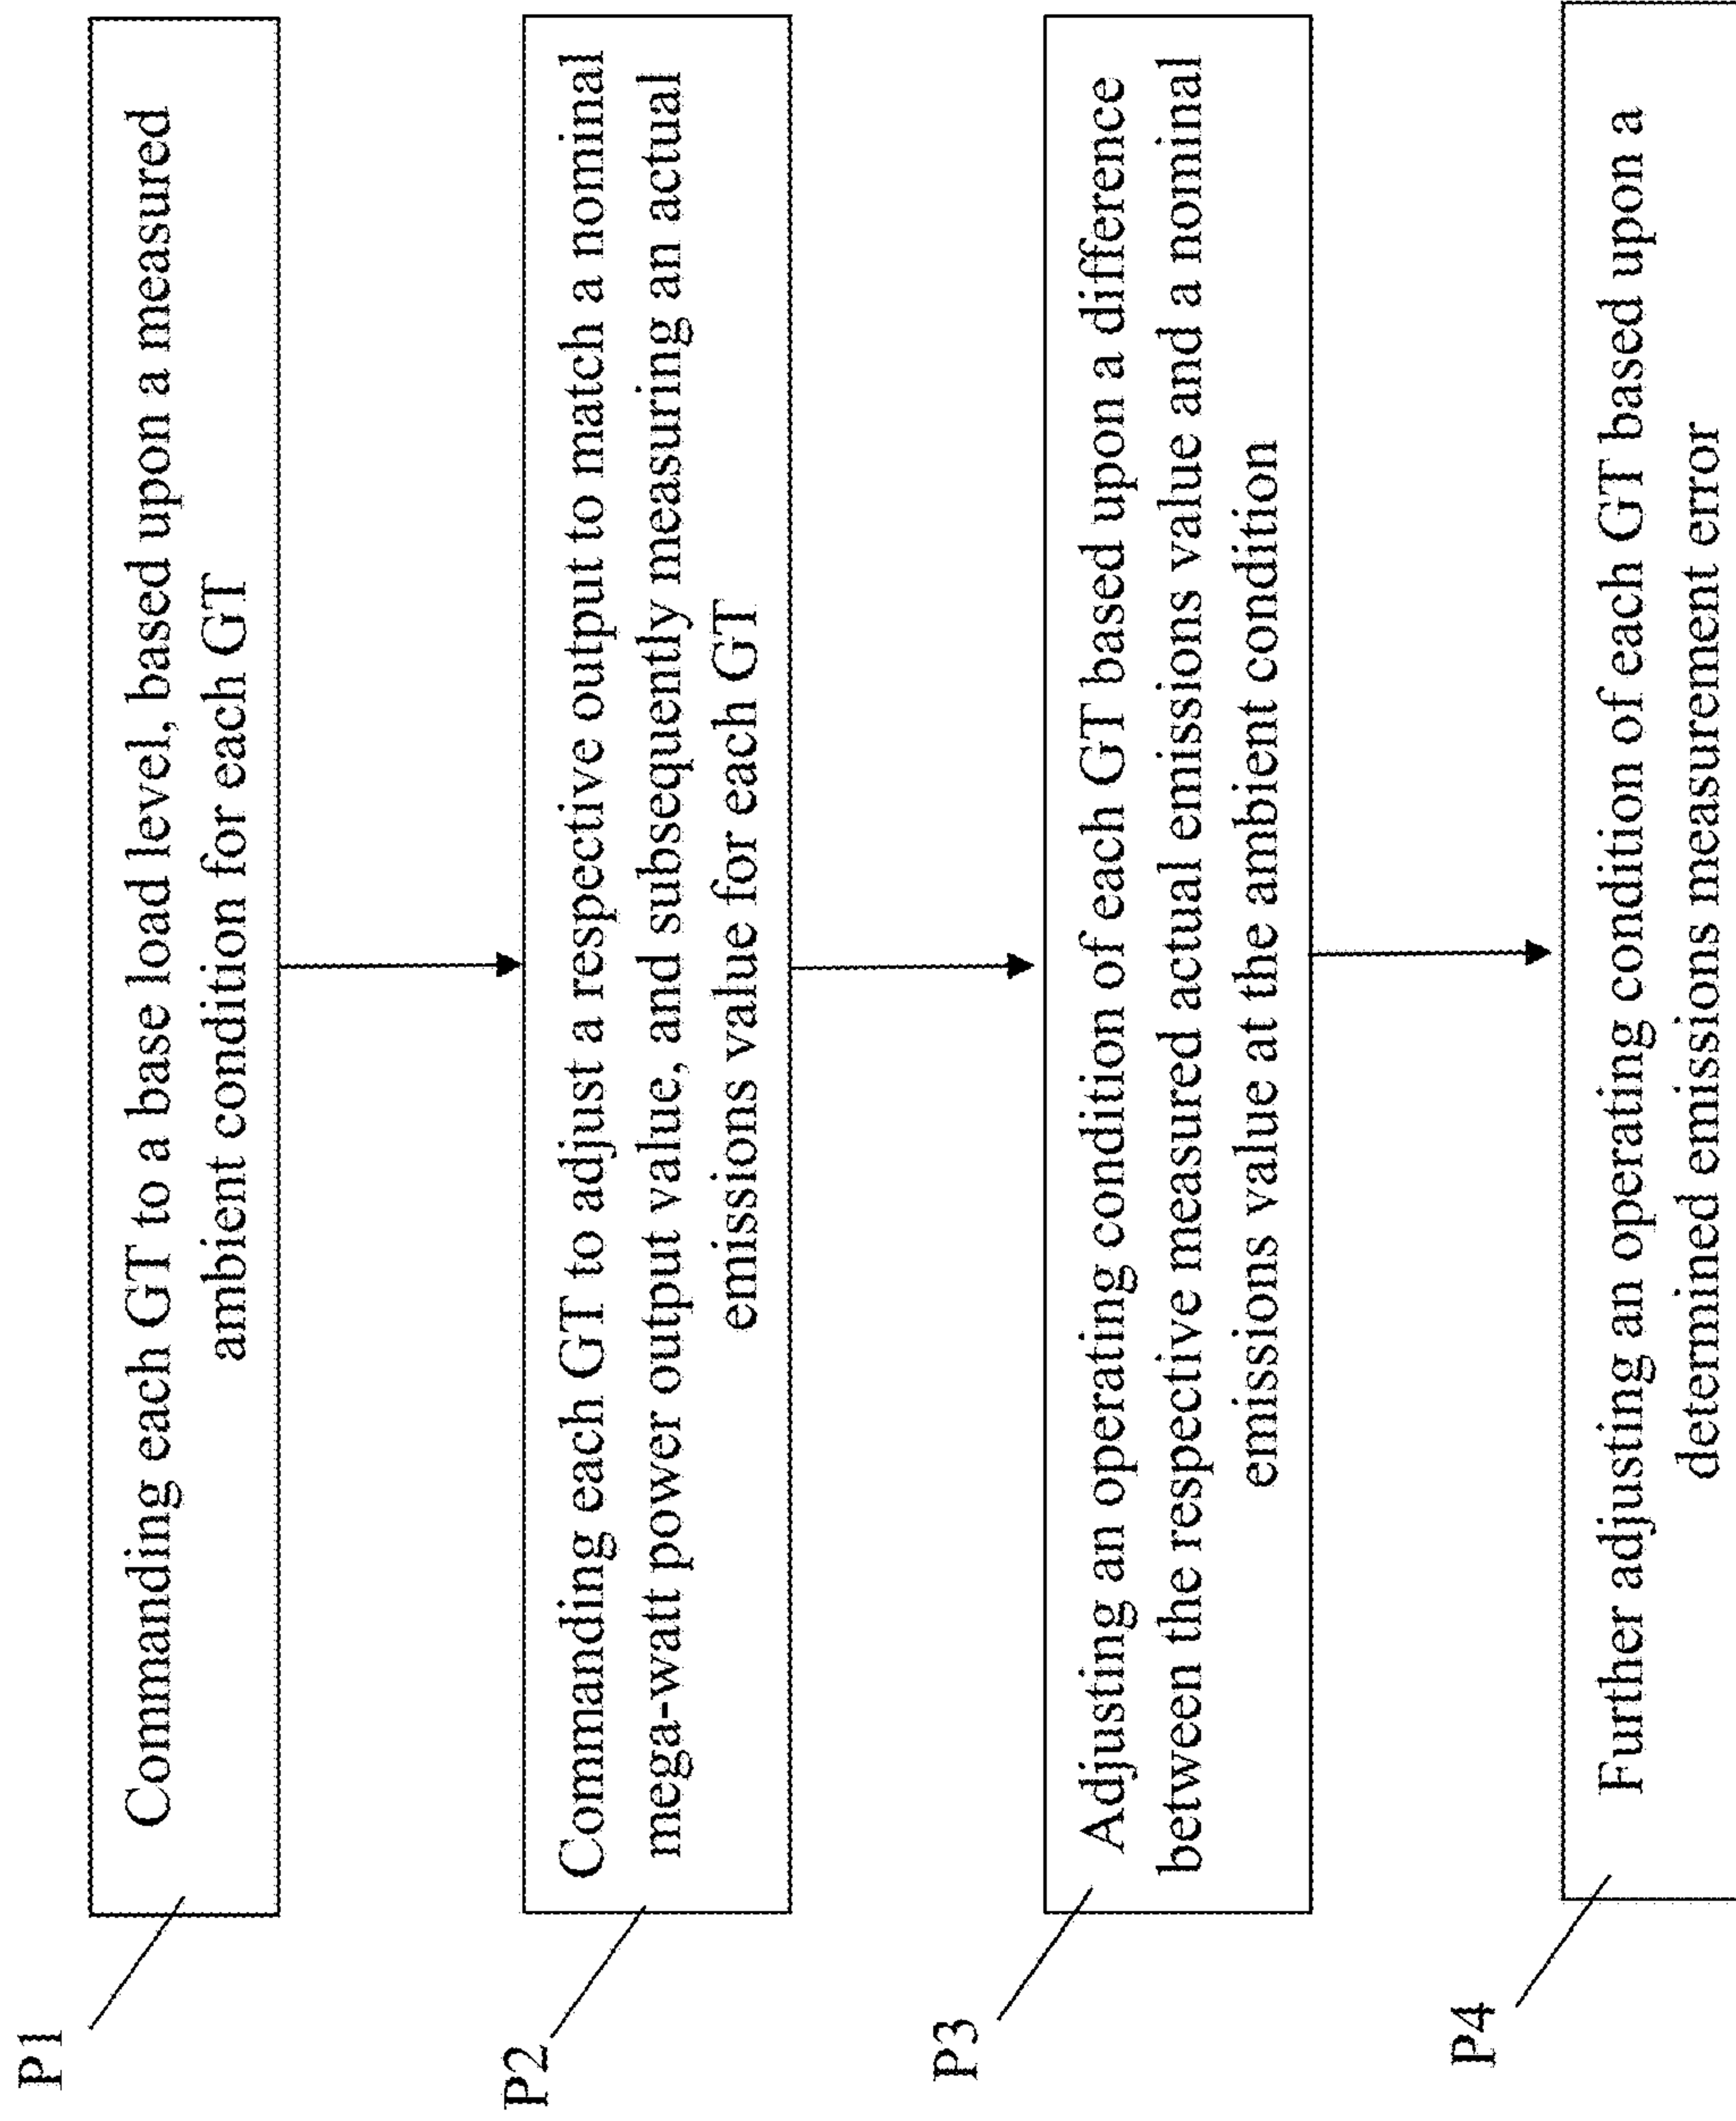 P1
Commanding each GT to a base load level, based upon a measured
ambient condition for each GT
P2
Commanding each GT to adjust a respective output to match a nominal
mega-watt power output value, and subsequently measuring an actual
emissions value for each GT
P3
Adjusting an operating condition of each GT based upon a difference
between the respective measured actual emissions value and a nominal
emissions value at the ambient condition
P4
Further adjusting an operating condition of each GT based upon a
determined emissions measurement error